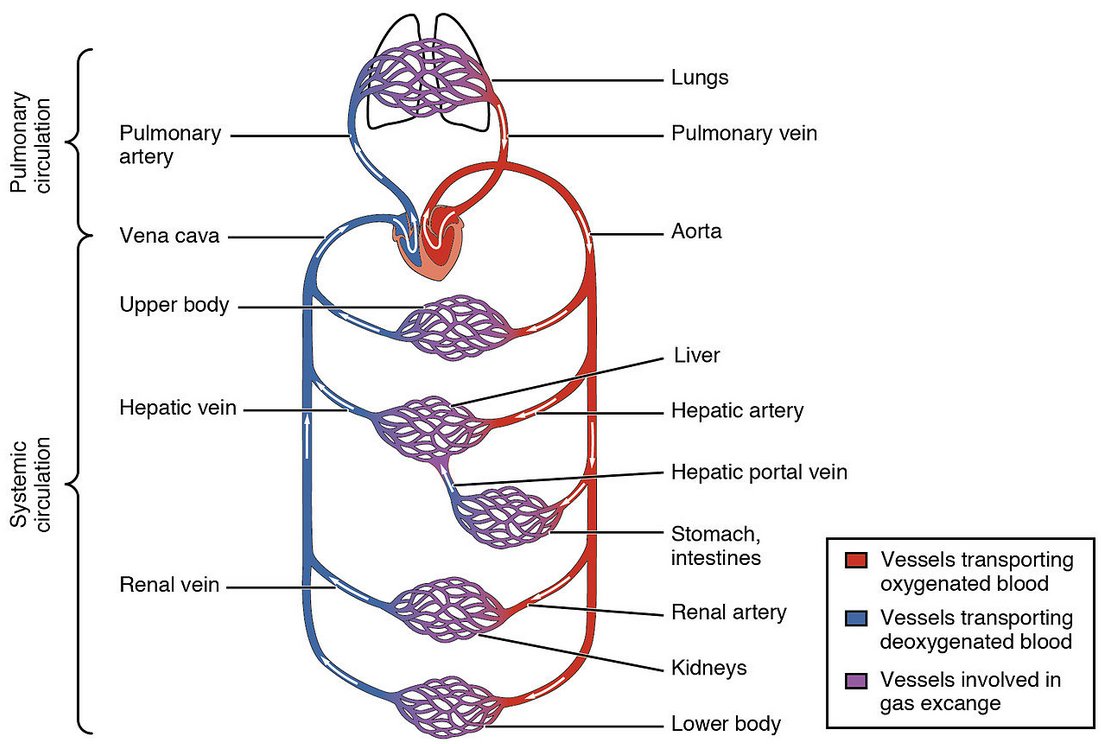 Pulmonary
circulation
Systemic
circulation
Pulmonary
artery
Vena cava
Upper body
Hepatic vein
Renal vein
Lungs
Pulmonary vein
Aorta
Liver
Hepatic artery
Hepatic portal vein
Stomach,
intestines
Renal artery
Kidneys
Lower body
Vessels transporting
oxygenated blood
Vessels transporting
deoxygenated blood
Vessels involved in
gas excange